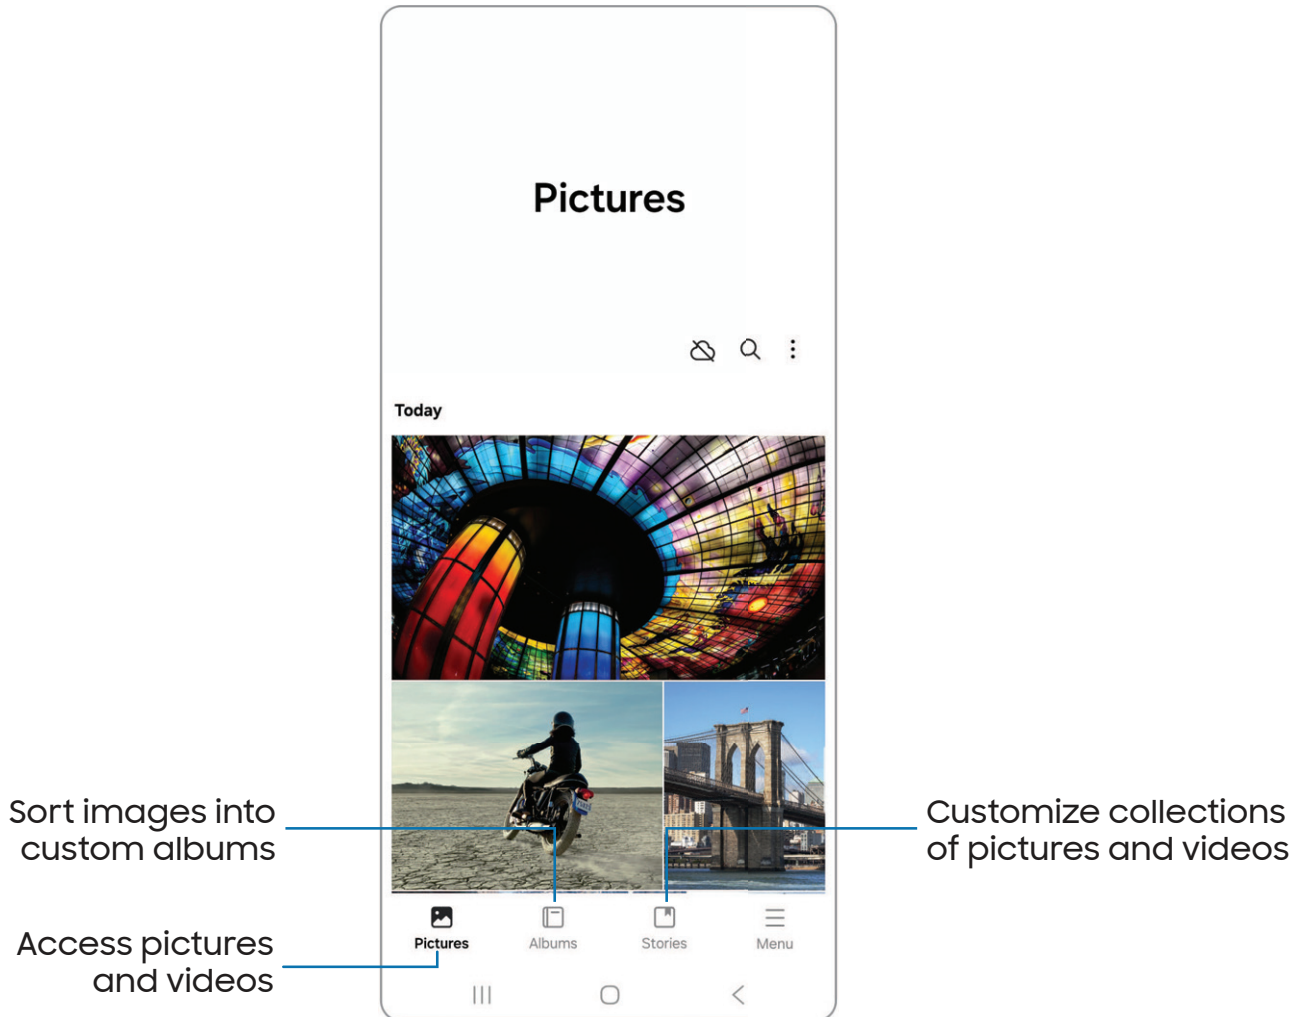 Pictures
Today
Sort images into
custom albums
Customize collections
of pictures and videos
Pictures
Albums
Stories
Menu
Access pictures
and videos